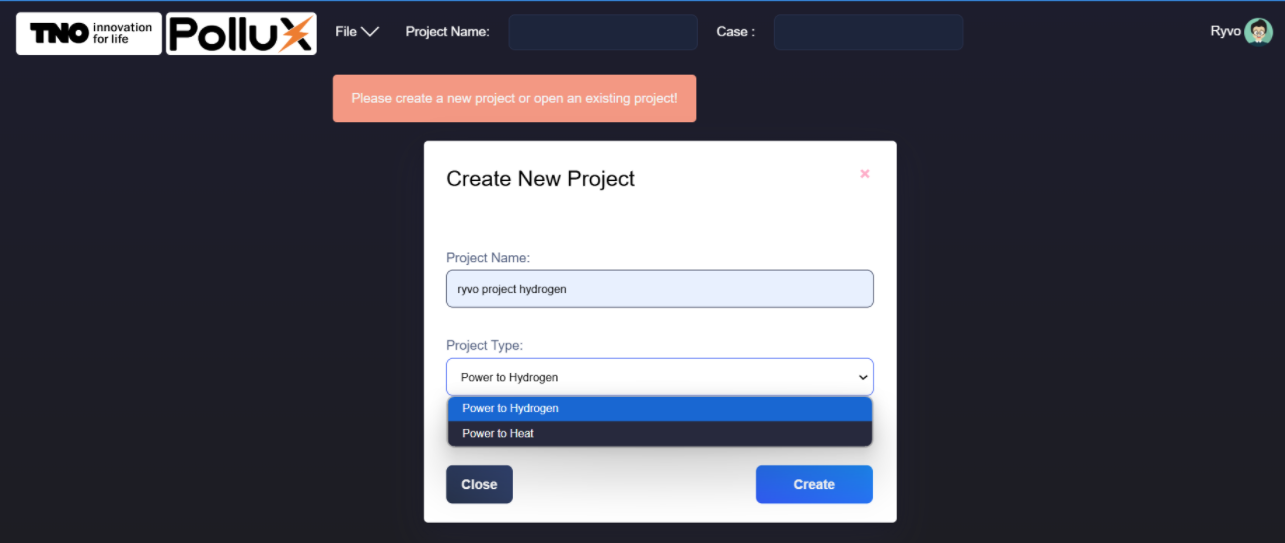 TNO innovation for life
Pollux
File
Project Name:
Case :
Ryvo
Please create a new project or open an existing project!
Create New Project
×
Project Name:
ryvo project hydrogen
Project Type:
Power to Hydrogen
Power to Hydrogen
Power to Heat
Close
Create